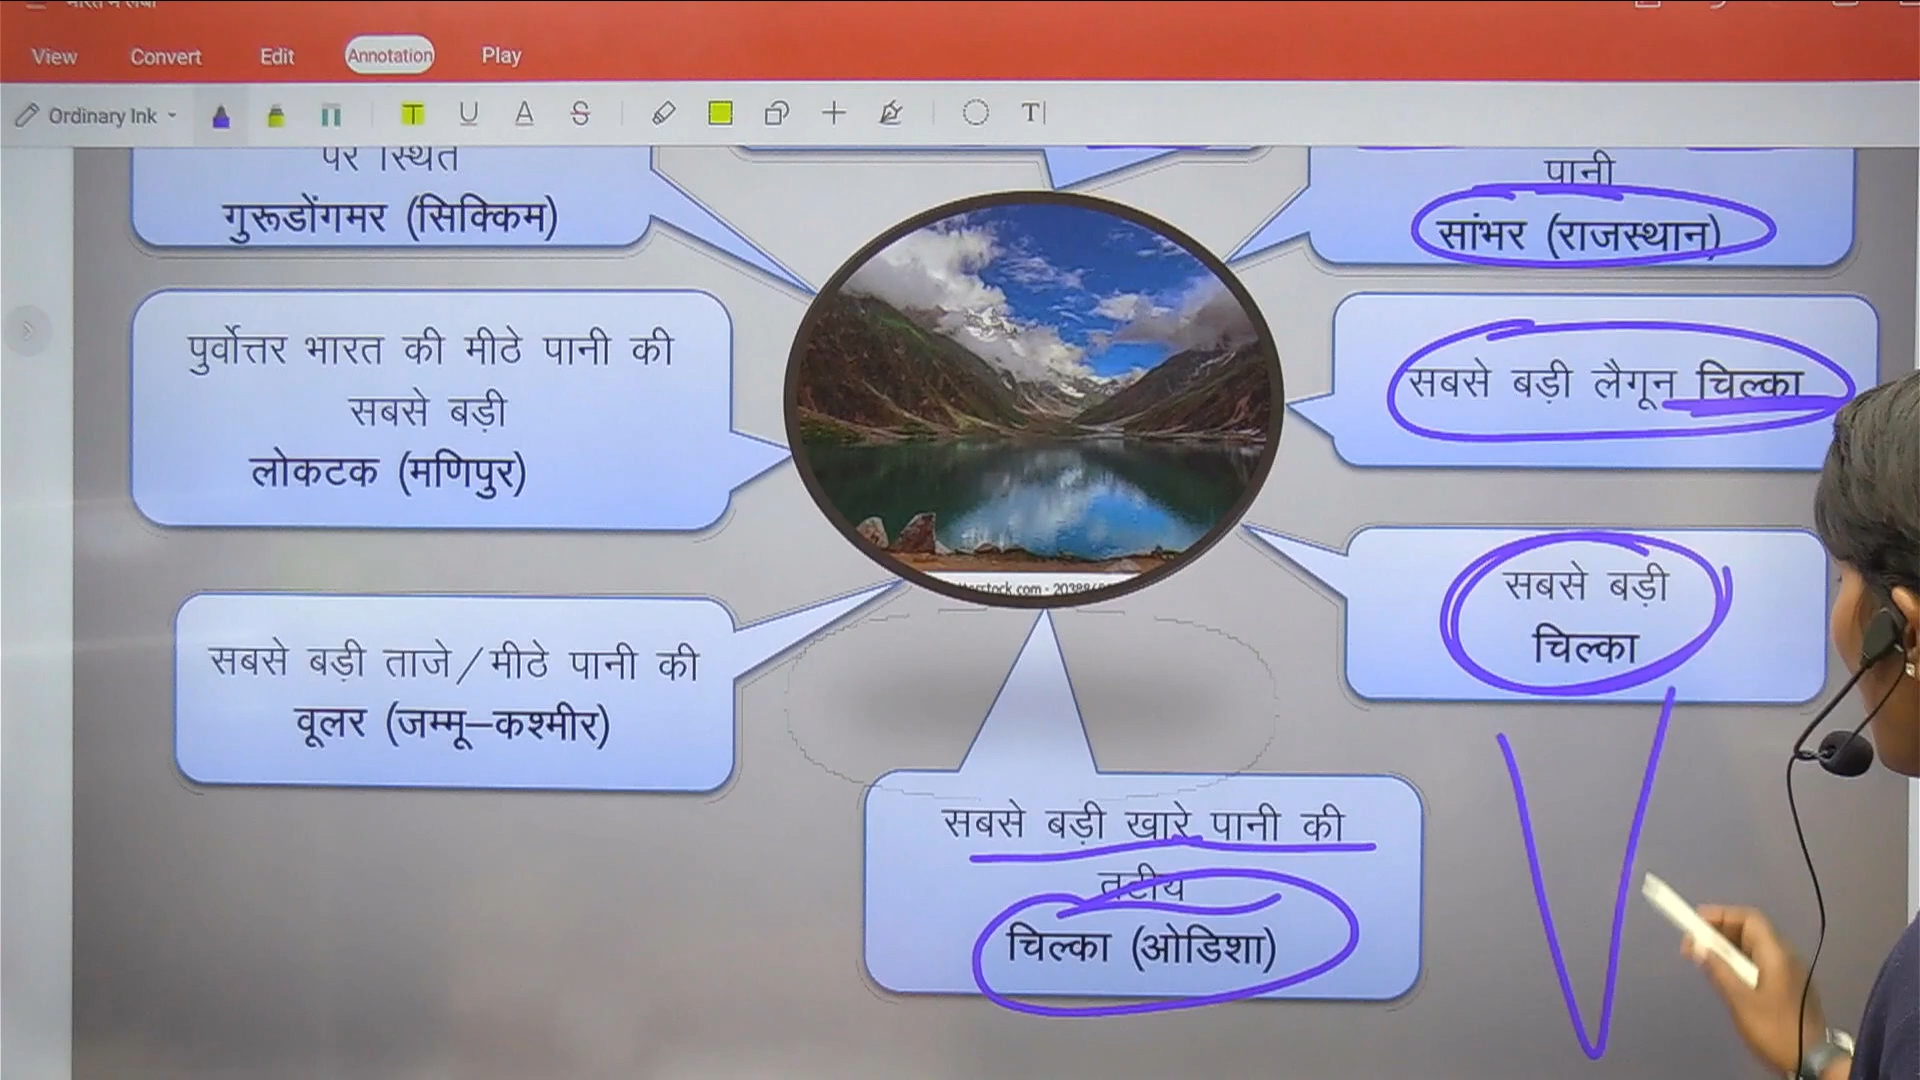 View Convert Edit Annotation Play
Ordinary Ink
पर स्थित
गुरूडोंगमर (सिक्किम)
पानी
सांभर (राजस्थान)
पुर्वोत्तर भारत की मीठे पानी की
सबसे बड़ी
लोकटक (मणिपुर)
सबसे बड़ी लैगून चिल्का
सबसे बड़ी
चिल्का
सबसे बड़ी ताजे/मीठे पानी की
वूलर (जम्मू–कश्मीर)
सबसे बड़ी खारे पानी की
तटीय
चिल्का (ओडिशा)